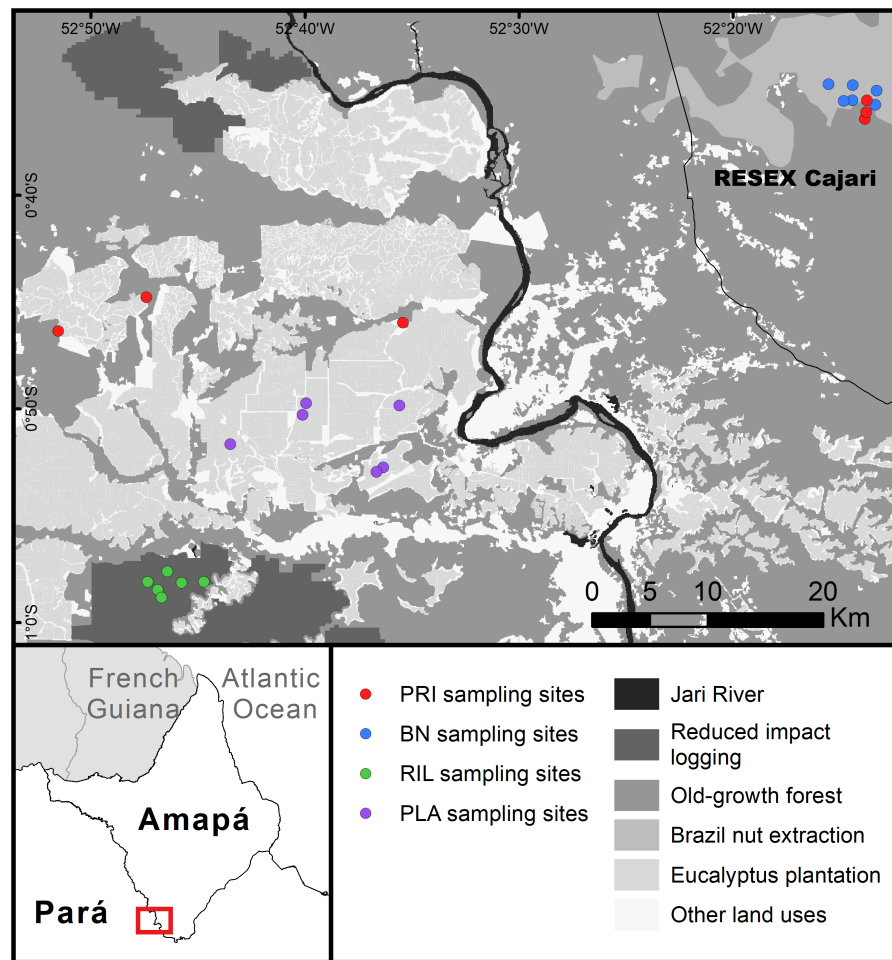 52°50'W
52°40'W
52°30'W
52°20'W
0°40'S
0°50'S
1°0'S
RESEX Cajari
0
5
10
20
Km
French
Guiana
Atlantic
Ocean
Amapá
Pará
PRI sampling sites
BN sampling sites
RIL sampling sites
PLA sampling sites
Jari River
Reduced impact
logging
Old-growth forest
Brazil nut extraction
Eucalyptus plantation
Other land uses